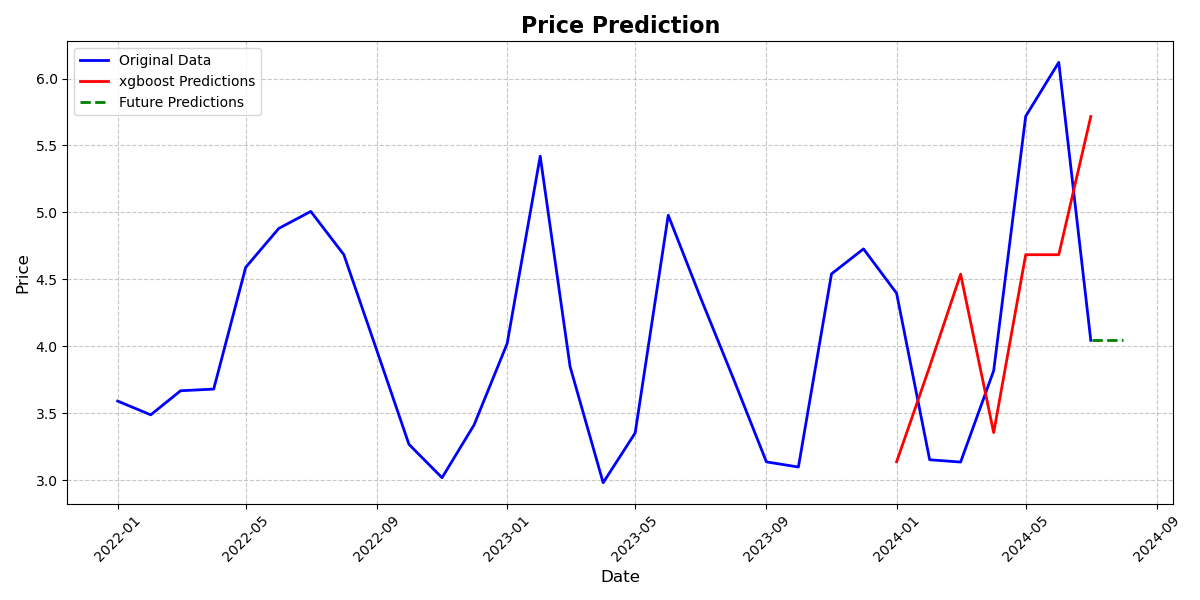 Price Prediction
Original Data
xgboost Predictions
Future Predictions
Price
6.0
5.5
5.0
4.5
4.0
3.5
3.0
2022-01
2022-05
2022-09
2023-01
2023-05
2023-09
2024-01
2024-05
2024-09
Date